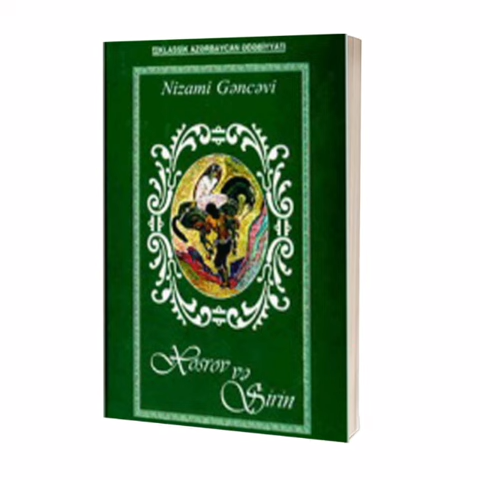 KLASSİK AZƏRBAYCAN ƏDƏBİYYATI
Nizami Gəncəvi
Xosrov
və
Şirin